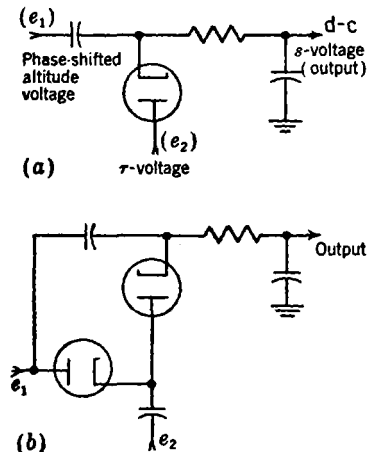 (e₁)
d-c
Phase-shifted
altitude
voltage
s-voltage
(output)
(e₂)
τ-voltage
(a)
Output
e₁
e₂
(b)